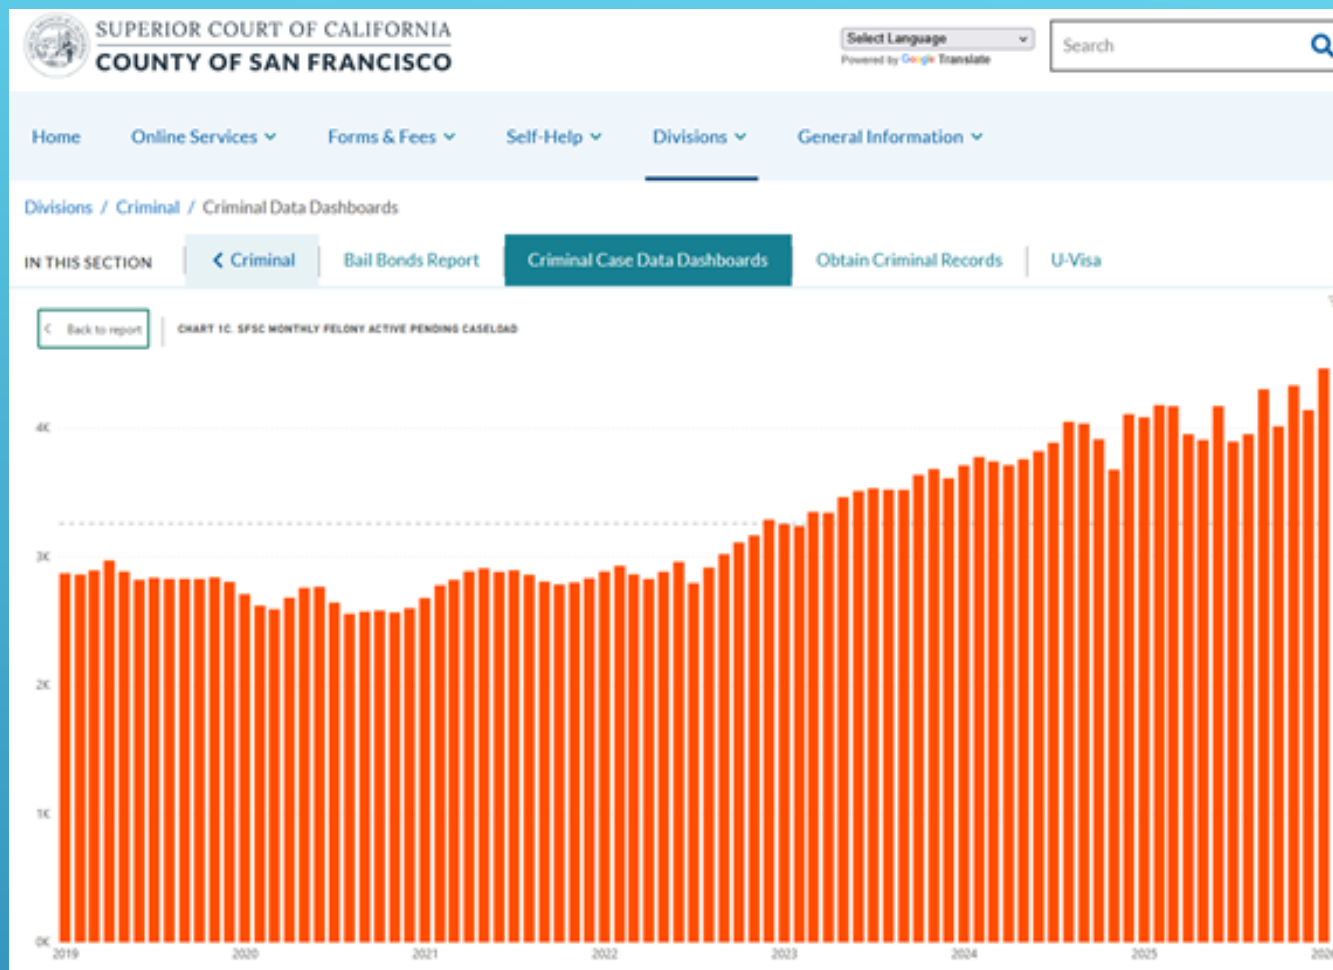 SUPERIOR COURT OF CALIFORNIA
COUNTY OF SAN FRANCISCO
Select Language
Powered by Google Translate
Search
Home Online Services Forms & Fees Self-Help Divisions General Information
Divisions / Criminal / Criminal Data Dashboards
IN THIS SECTION Criminal Bail Bonds Report Criminal Case Data Dashboards Obtain Criminal Records U-Visa
Back to report CHART 1C. SFSC MONTHLY FELONY ACTIVE PENDING CASELOAD
4K
3K
2K
1K
0K
2019 2020 2021 2022 2023 2024 2025 2026